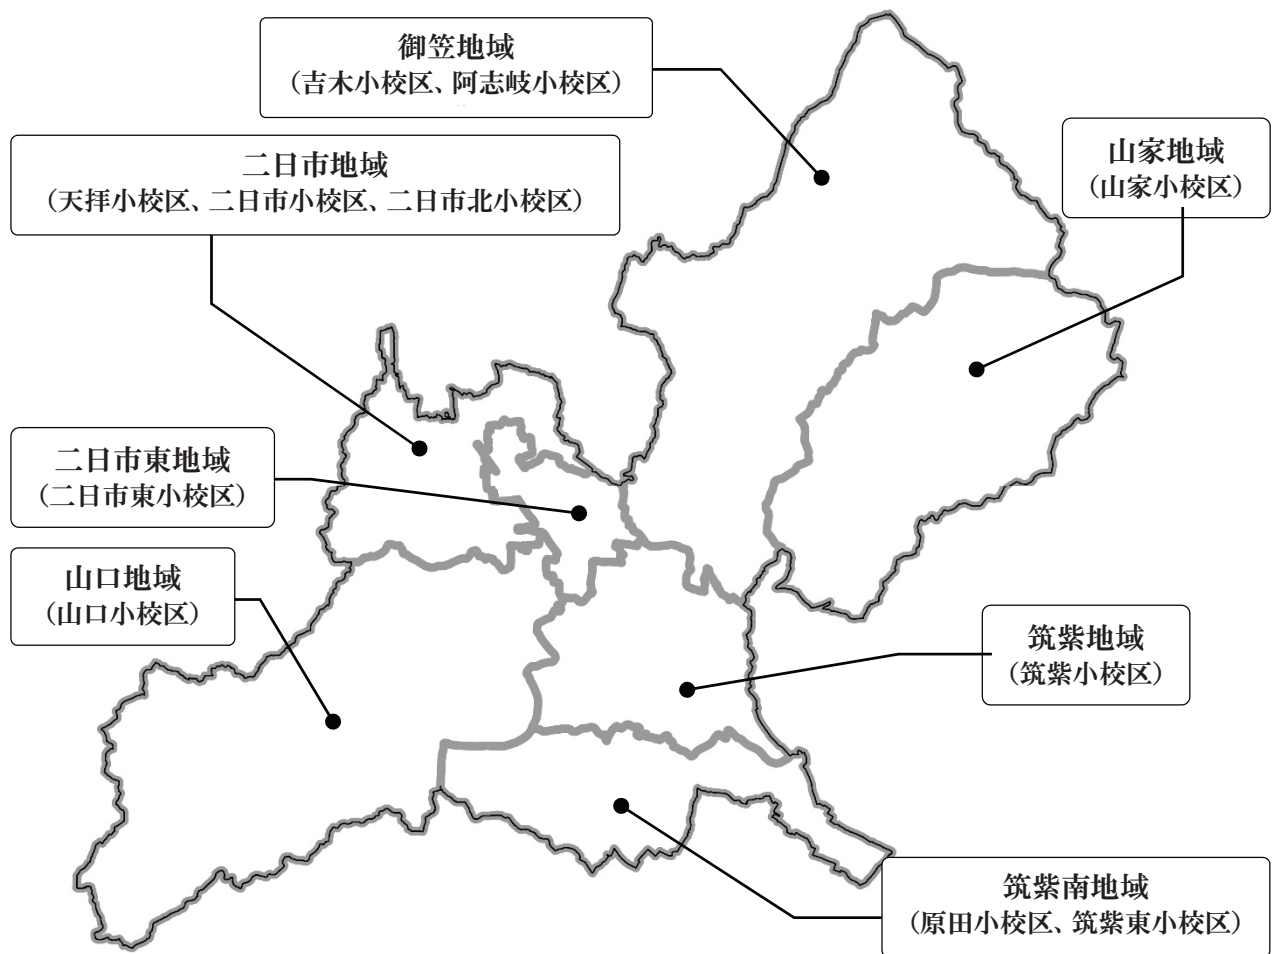 御笠地域
（吉木小校区、阿志岐小校区）
二日市地域
（天拝小校区、二日市小校区、二日市北小校区）
山家地域
（山家小校区）
二日市東地域
（二日市東小校区）
山口地域
（山口小校区）
筑紫地域
（筑紫小校区）
筑紫南地域
（原田小校区、筑紫東小校区）